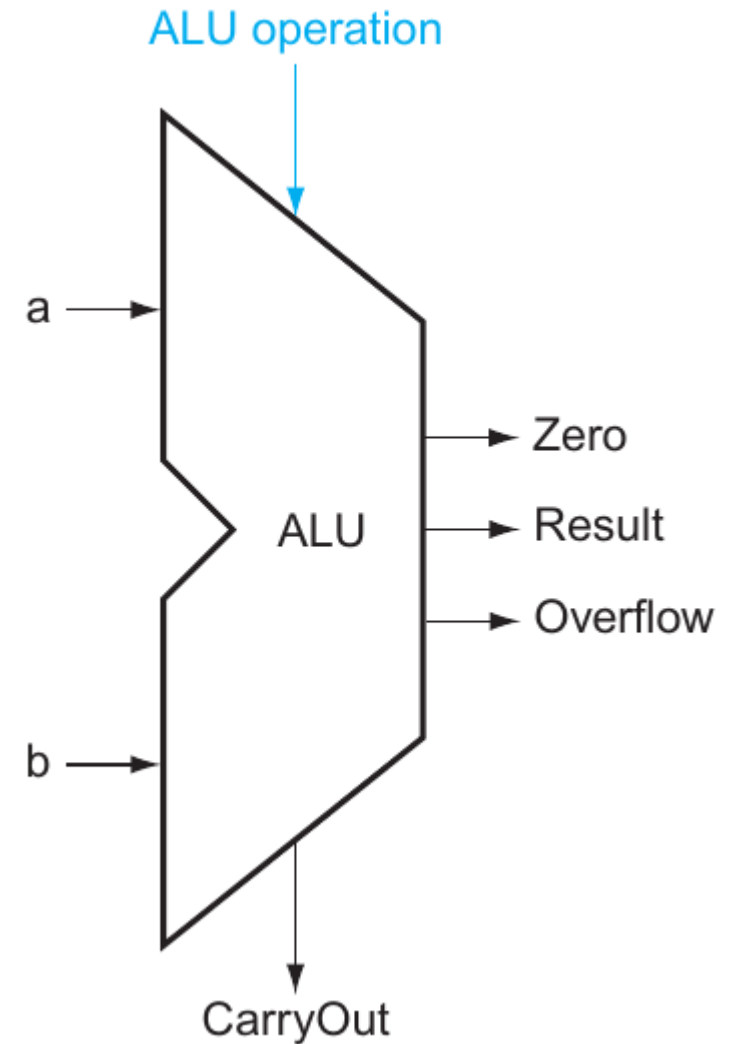 ALU operation
a
Zero
ALU
Result
Overflow
b
CarryOut